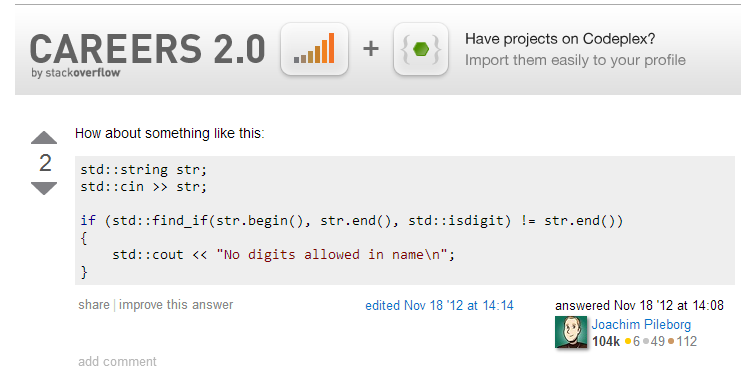 CAREERS 2.0
by stackoverflow
+
{ }
Have projects on Codeplex?
Import them easily to your profile
How about something like this:
2
std::string str;
std::cin >> str;
if (std::find_if(str.begin(), str.end(), std::isdigit) != str.end())
{
    std::cout << "No digits allowed in name\n";
}
share | improve this answer
edited Nov 18 '12 at 14:14
answered Nov 18 '12 at 14:08
Joachim Pileborg
104k ●6 ●49 ●112
add comment